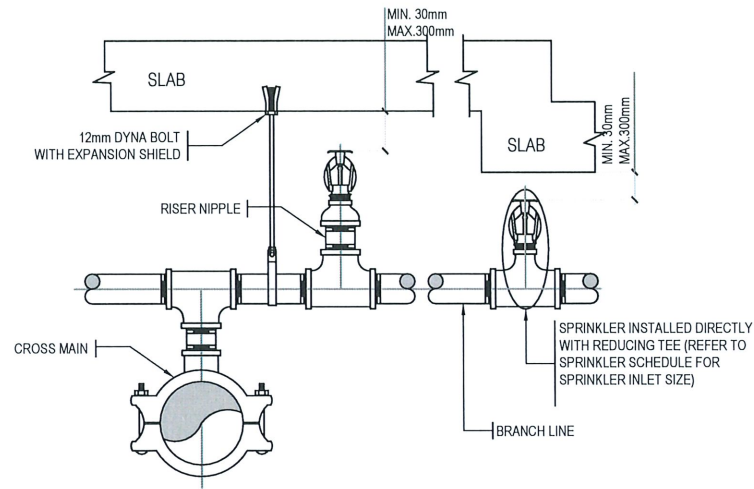 MIN. 30mm
MAX.300mm
SLAB
12mm DYNA BOLT
WITH EXPANSION SHIELD
SLAB
MIN. 30mm
MAX.300mm
RISER NIPPLE
CROSS MAIN
SPRINKLER INSTALLED DIRECTLY
WITH REDUCING TEE (REFER TO
SPRINKLER SCHEDULE FOR
SPRINKLER INLET SIZE)
BRANCH LINE